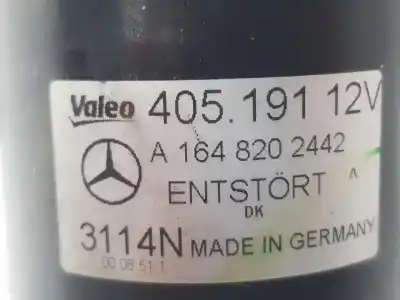 Valeo 405.191 12V
A 164 820 2442
ENTSTÖRT ^
DK
3114N MADE IN GERMANY
00 08 51 1